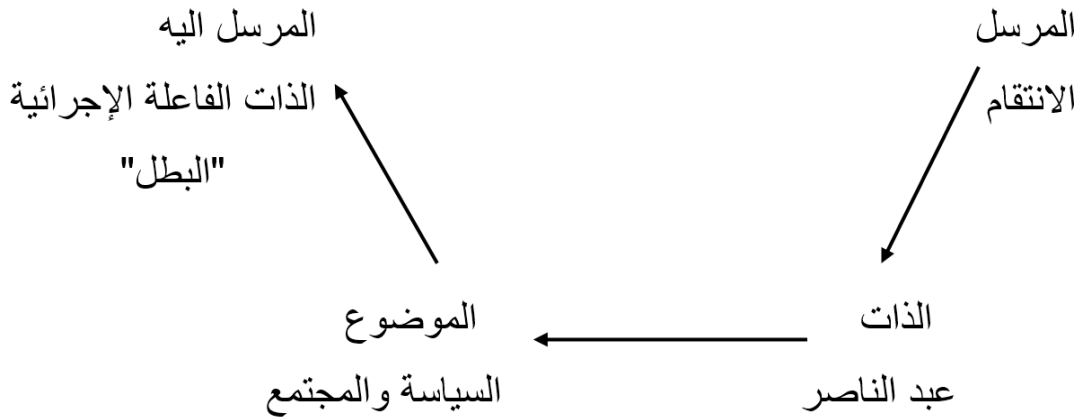 المرسل
الانتقام
المرسل اليه
الذات الفاعلة الإجرائية
"البطل"
الذات
عبد الناصر
الموضوع
السياسة والمجتمع